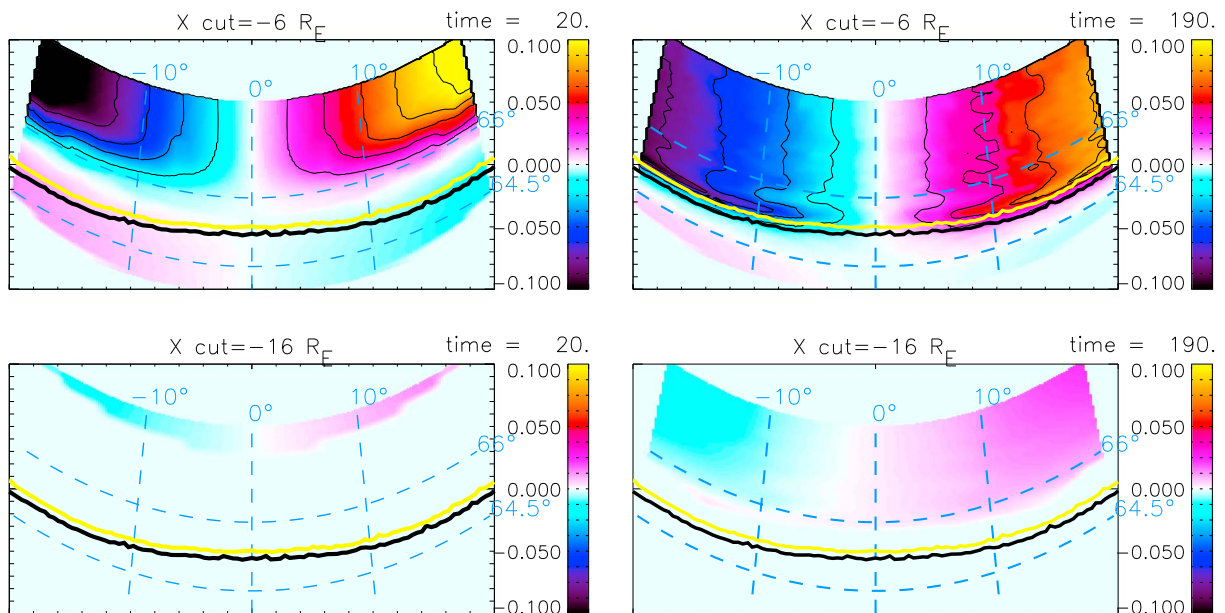 X cut=-6 R_E time = 20.
-10° 0° 10° 66° 64.5°
0.100
0.050
0.000
-0.050
-0.100
X cut=-6 R_E time = 190.
-10° 0° 10° 66° 64.5°
0.100
0.050
0.000
-0.050
-0.100
X cut=-16 R_E time = 20.
-10° 0° 10° 66° 64.5°
0.100
0.050
0.000
-0.050
-0.100
X cut=-16 R_E time = 190.
-10° 0° 10° 66° 64.5°
0.100
0.050
0.000
-0.050
-0.100